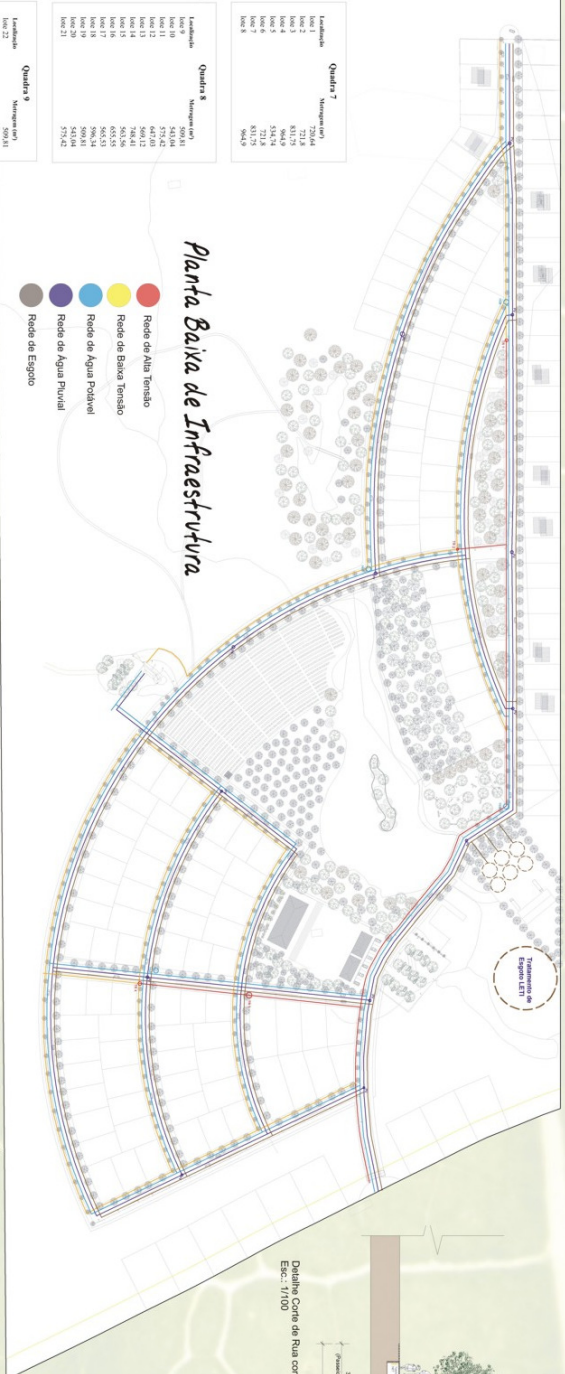 Quadra 7
Localização Metragem (m²)
lote 1 720,64
lote 2 721,8
lote 3 831,75
lote 4 964,9
lote 5 534,74
lote 6 721,8
lote 7 831,75
lote 8 964,9
Quadra 8
Localização Metragem (m²)
lote 9 509,81
lote 10 543,04
lote 11 575,42
lote 12 647,03
lote 13 569,12
lote 14 748,41
lote 15 563,56
lote 16 655,55
lote 17 565,53
lote 18 596,34
lote 19 509,81
lote 20 543,04
lote 21 575,42
Quadra 9
Localização Metragem (m²)
lote 22 509,81
Planta Baixa de Infraestrutura
Rede de Alta Tensão
Rede de Baixa Tensão
Rede de Água Potável
Rede de Água Pluvial
Rede de Esgoto
Tratamento de
Esgoto LETI
Detalhe Corte de Rua cor
Esc.: 1/100